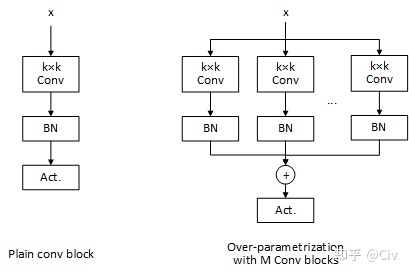 x
k×k
Conv
BN
Act.
Plain conv block
x
k×k
Conv
k×k
Conv
k×k
Conv
...
BN
BN
BN
+
Act.
Over-parametrization
with M Conv blocks
知乎 @Civ